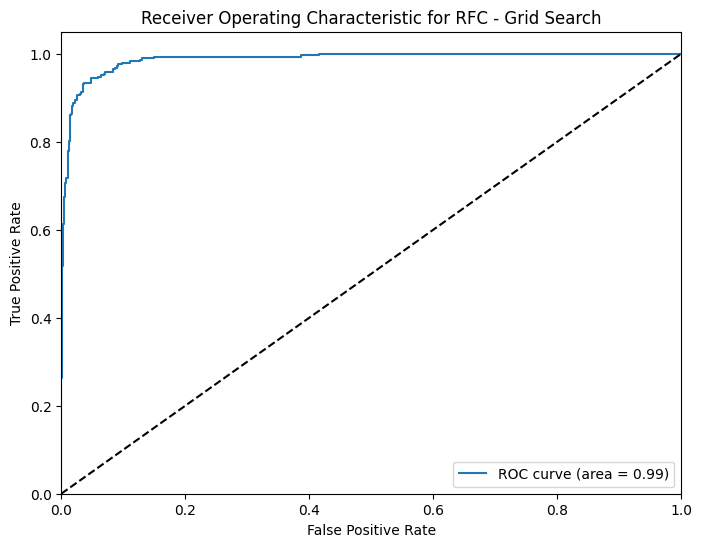 Receiver Operating Characteristic for RFC - Grid Search
True Positive Rate
1.0
0.8
0.6
0.4
0.2
0.0
ROC curve (area = 0.99)
0.0 0.2 0.4 0.6 0.8 1.0
False Positive Rate